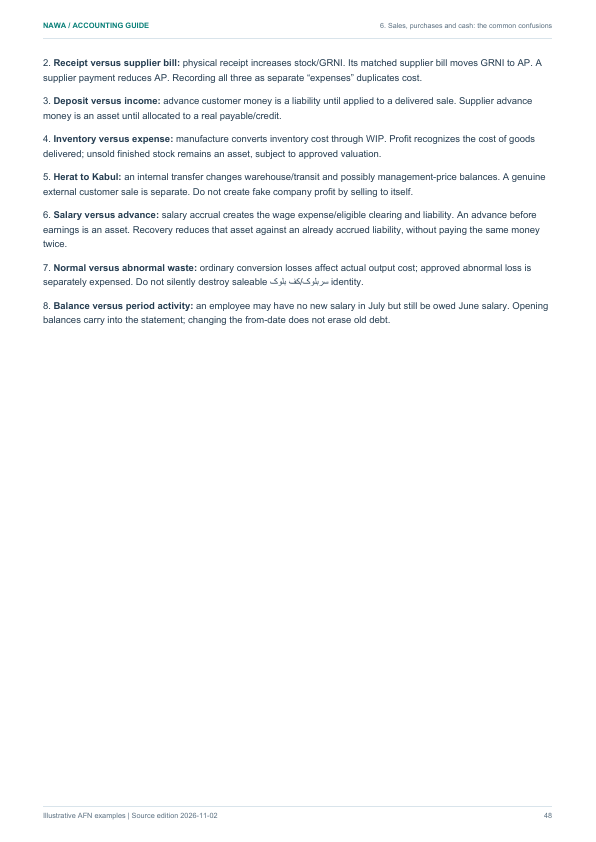 NAWA / ACCOUNTING GUIDE
6. Sales, purchases and cash: the common confusions
2. Receipt versus supplier bill: physical receipt increases stock/GRNI. Its matched supplier bill moves GRNI to AP. A
supplier payment reduces AP. Recording all three as separate “expenses” duplicates cost.
3. Deposit versus income: advance customer money is a liability until applied to a delivered sale. Supplier advance
money is an asset until allocated to a real payable/credit.
4. Inventory versus expense: manufacture converts inventory cost through WIP. Profit recognizes the cost of goods
delivered; unsold finished stock remains an asset, subject to approved valuation.
5. Herat to Kabul: an internal transfer changes warehouse/transit and possibly management-price balances. A genuine
external customer sale is separate. Do not create fake company profit by selling to itself.
6. Salary versus advance: salary accrual creates the wage expense/eligible clearing and liability. An advance before
earnings is an asset. Recovery reduces that asset against an already accrued liability, without paying the same money
twice.
7. Normal versus abnormal waste: ordinary conversion losses affect actual output cost; approved abnormal loss is
separately expensed. Do not silently destroy saleable سربلوک/کف بلوک identity.
8. Balance versus period activity: an employee may have no new salary in July but still be owed June salary. Opening
balances carry into the statement; changing the from-date does not erase old debt.
Illustrative AFN examples | Source edition 2026-11-02
48